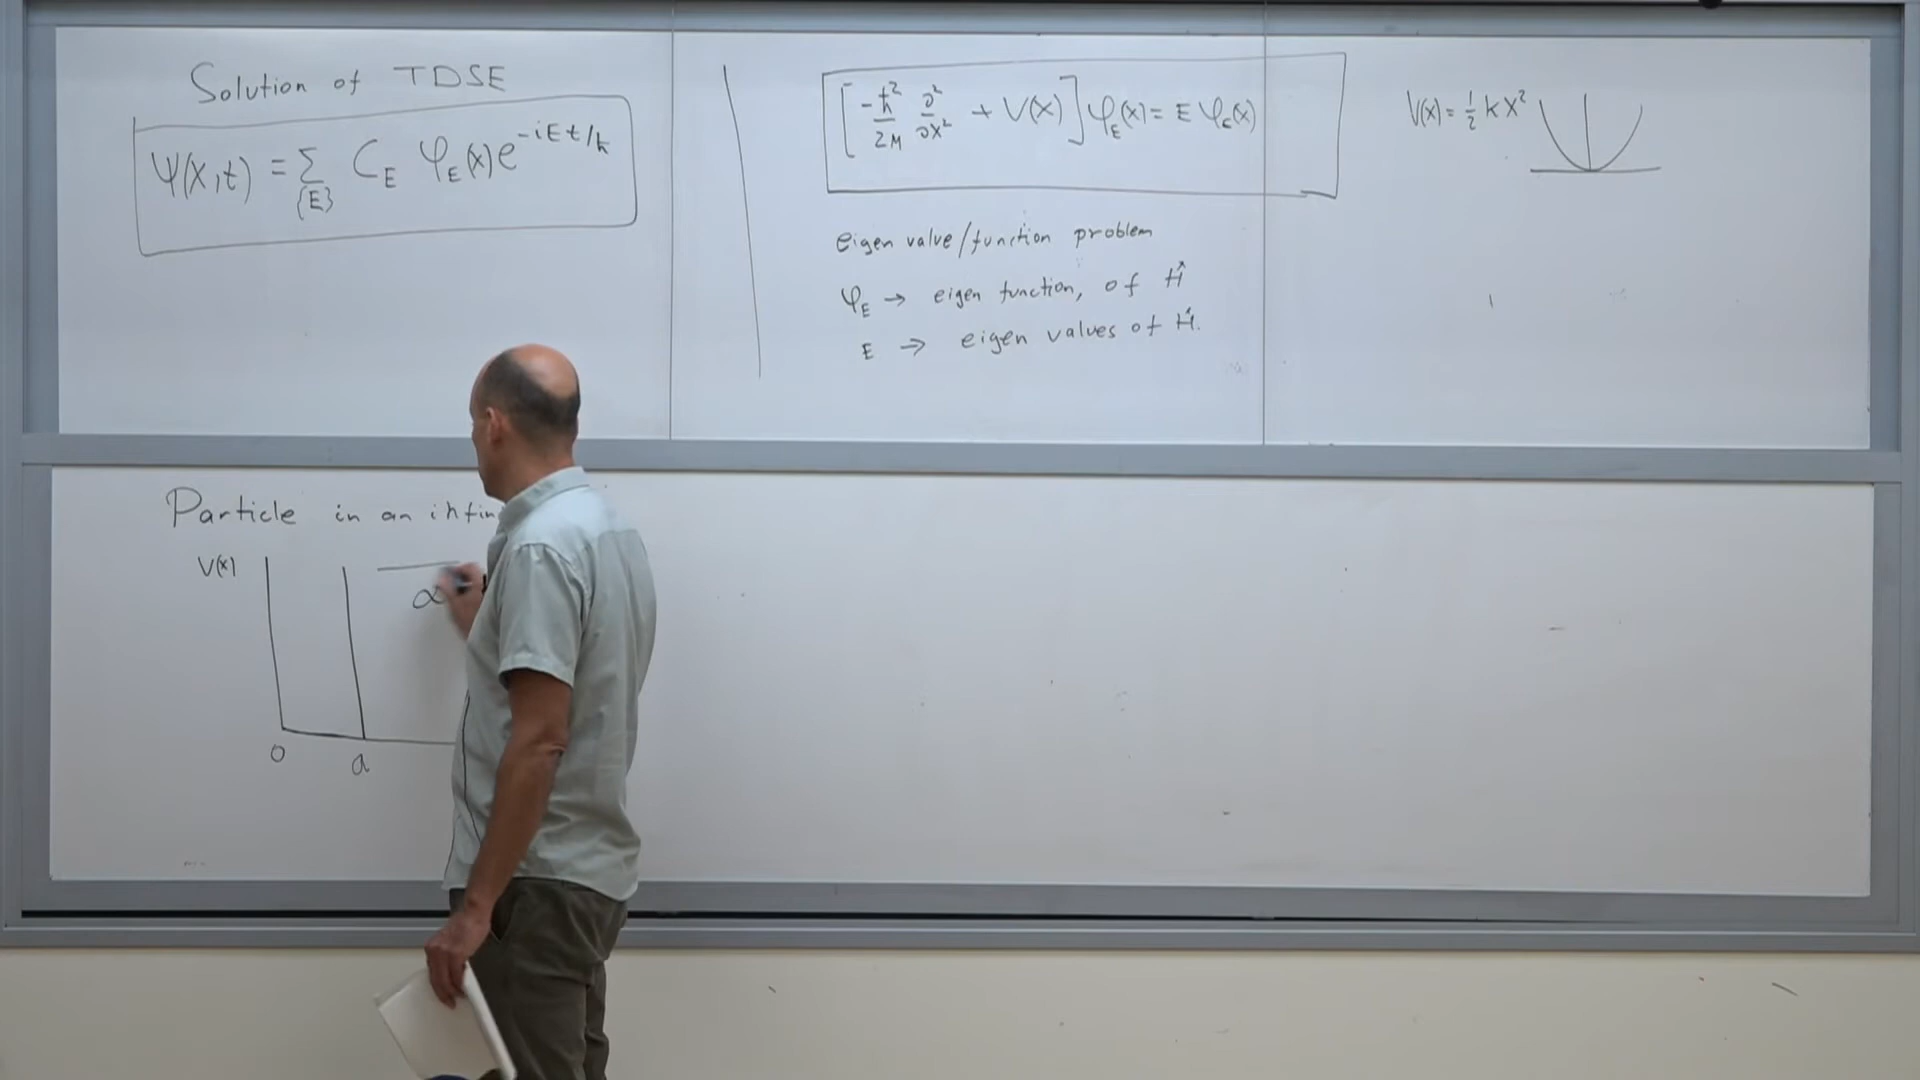 Solution of TDSE
Ψ(x,t) = Σ_{E} C_E φ_E(x) e^{-iEt/ħ}
[-ħ²/2M ∂²/∂x² + V(x)] φ_E(x) = E φ_E(x)
eigen value/function problem
φ_E → eigen function, of Ĥ
E → eigen values of Ĥ.
V(x) = 1/2 k x²
Particle in an infin
V(x)
0
a